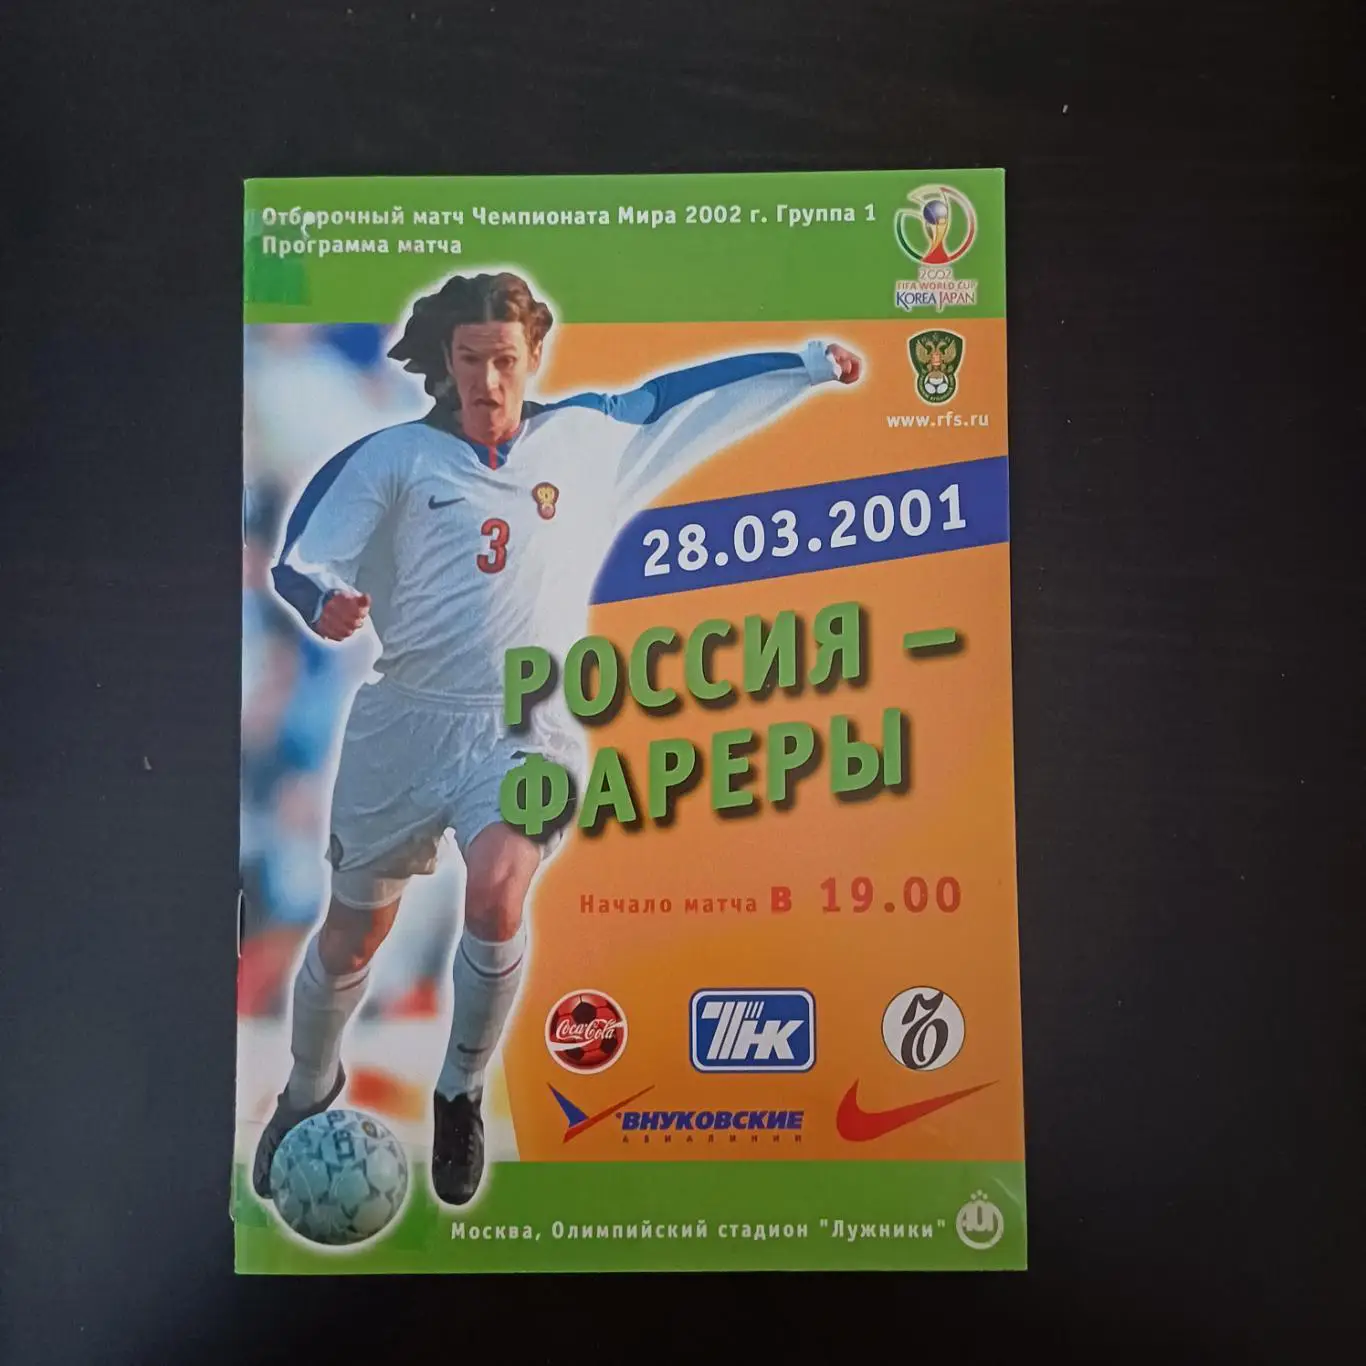 Отборочный матч Чемпионата Мира 2002 г. Группа 1
Программа матча
2002
FIFA WORLD CUP
KOREA JAPAN
www.rfs.ru
28.03.2001
3
РОССИЯ –
ФАРЕРЫ
Начало матча в 19.00
Coca-Cola
ТНК
ВНУКОВСКИЕ
АВИАЛИНИИ
Москва, Олимпийский стадион "Лужники"